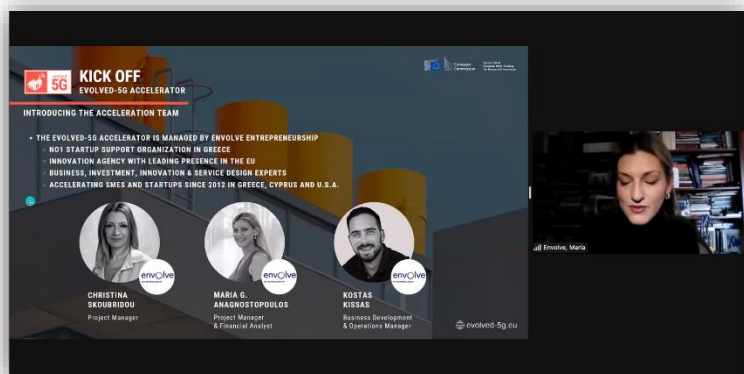 5G
KICK OFF
EVOLVED-5G ACCELERATOR
European
Commission
INTRODUCING THE ACCELERATION TEAM
THE EVOLVED-5G ACCELERATOR IS MANAGED BY ENVOLVE ENTREPRENEURSHIP
NO1 STARTUP SUPPORT ORGANIZATION IN GREECE
INNOVATION AGENCY WITH LEADING PRESENCE IN THE EU
BUSINESS, INVESTMENT, INNOVATION & SERVICE DESIGN EXPERTS
ACCELERATING SMES AND STARTUPS SINCE 2012 IN GREECE, CYPRUS AND U.S.A.
envolve
envolve
envolve
CHRISTINA
SKOUBRIDOU
Project Manager
MARIA G.
ANAGNOSTOPOULOS
Project Manager
& Financial Analyst
KOSTAS
KISSAS
Business Development
& Operations Manager
evolved-5g.eu
Envolve, Maria